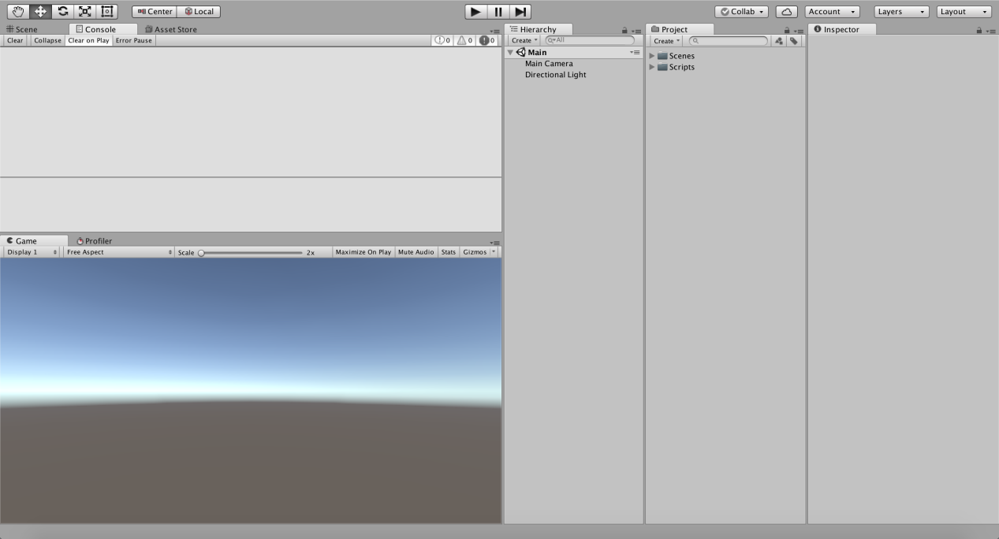 Center Local Collab Account Layers Layout
Scene Console Asset Store
Clear Collapse Clear on Play Error Pause 0 0 0
Game Profiler
Display 1 Free Aspect Scale 2x Maximize On Play Mute Audio Stats Gizmos
Hierarchy
Create All
Main
Main Camera
Directional Light
Project
Create
Scenes
Scripts
Inspector